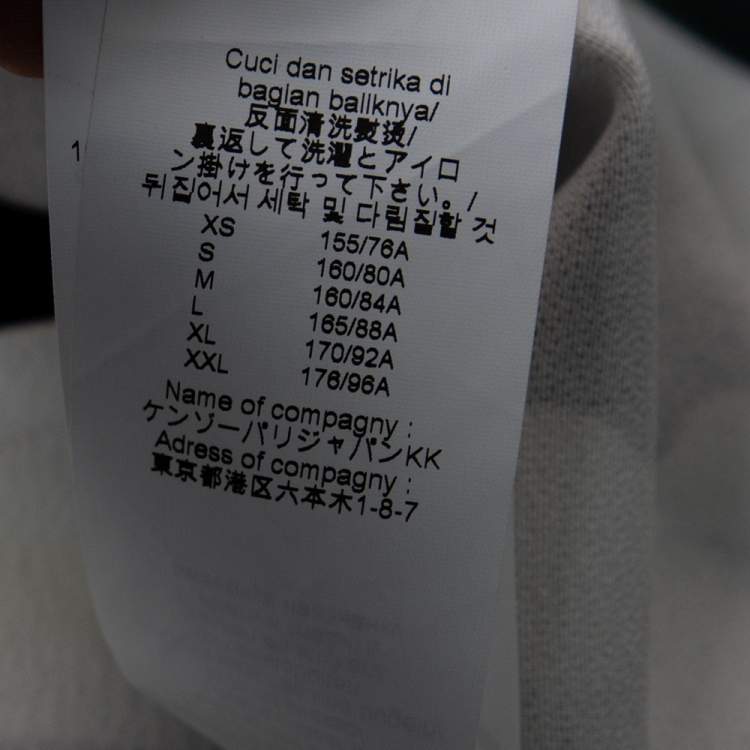 Cuci dan setrika di
bagian baliknya/
反面清洗熨烫/
裏返して洗濯とアイロ
ン掛けを行って下さい。/
뒤집어서 세탁 및 다림질할 것
XS 155/76A
S 160/80A
M 160/84A
L 165/88A
XL 170/92A
XXL 176/96A
Name of compagny :
ケンゾーパリジャパンKK
Adress of compagny :
東京都港区六本木1-8-7
1